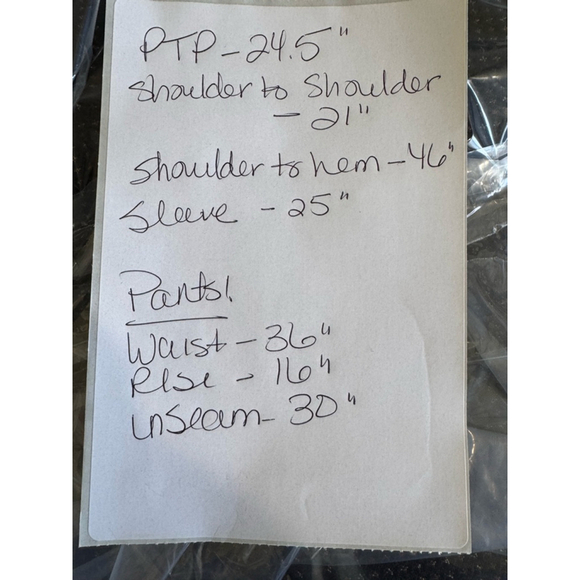 PTP - 24.5"
Shoulder to Shoulder
- 21"
Shoulder to hem - 46"
Sleeve - 25"
Pants!
Waist - 36"
Rise - 16"
inseam - 30"